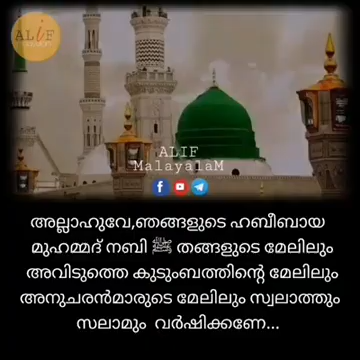 ALiF
ALIF
MalayalaM
അല്ലാഹുവേ,ഞങ്ങളുടെ ഹബീബായ
മുഹമ്മദ് നബി ﷺ തങ്ങളുടെ മേലിലും
അവിടുത്തെ കുടുംബത്തിന്റെ മേലിലും
അനുചരൻമാരുടെ മേലിലും സ്വലാത്തും
സലാമും വർഷിക്കണേ...